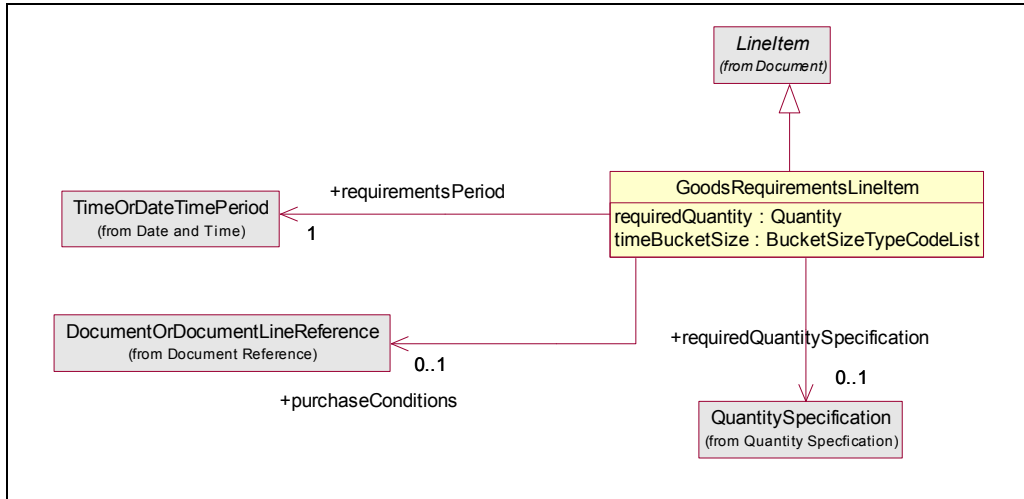 LineItem
(from Document)
+requirementsPeriod
GoodsRequirementsLineItem
TimeOrDateTimePeriod
(from Date and Time)
1
requiredQuantity : Quantity
timeBucketSize : BucketSizeTypeCodeList
DocumentOrDocumentLineReference
(from Document Reference)
0..1
+purchaseConditions
+requiredQuantitySpecification
0..1
QuantitySpecification
(from Quantity Specfication)